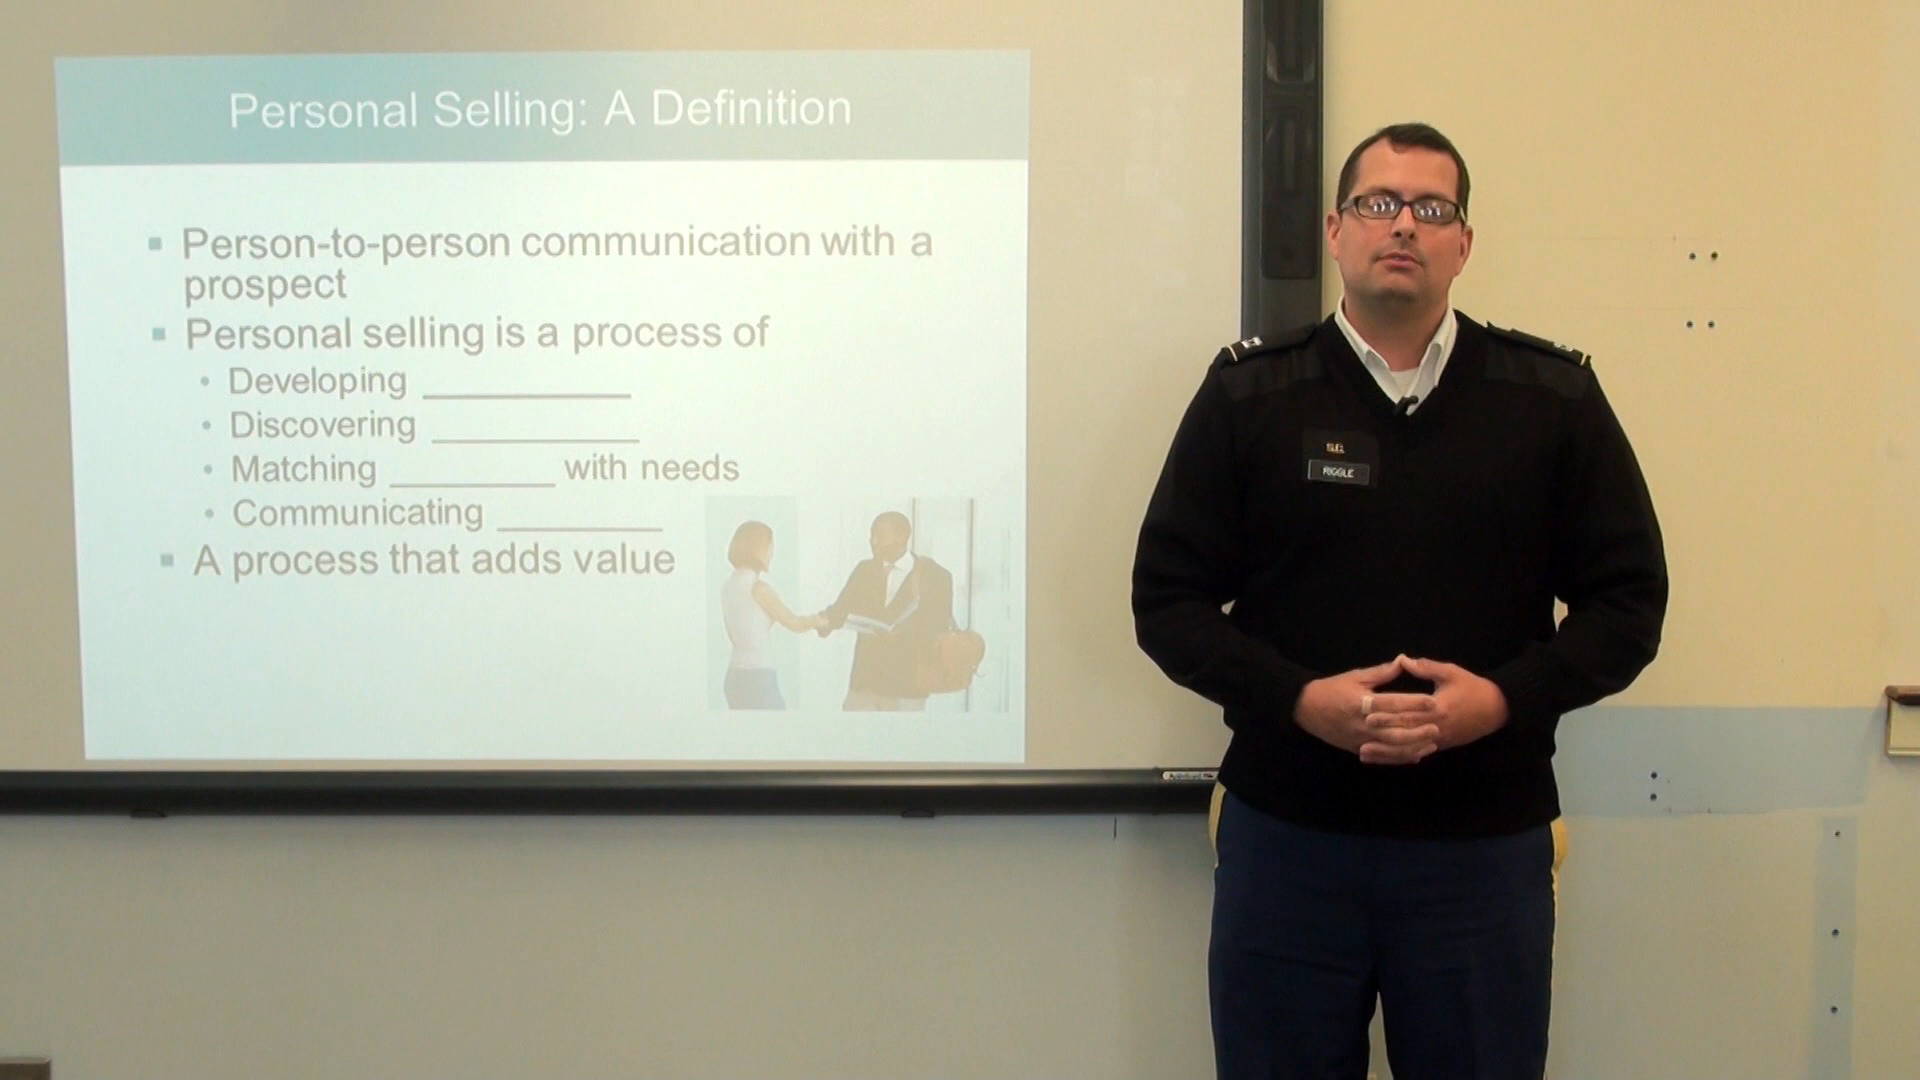 Personal Selling: A Definition
Person-to-person communication with a
prospect
Personal selling is a process of
Developing ___________
Discovering ___________
Matching _________ with needs
Communicating _________
A process that adds value
RIGGLE